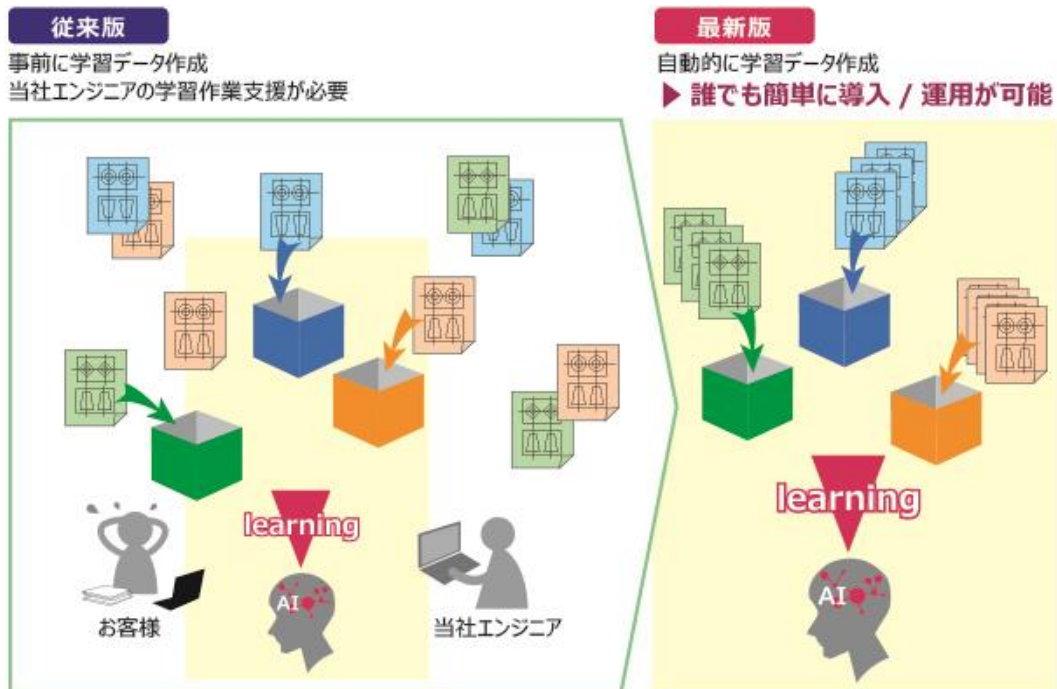 従来版
事前に学習データ作成
当社エンジニアの学習作業支援が必要
learning
AI
お客様
当社エンジニア
最新版
自動的に学習データ作成
▶ 誰でも簡単に導入 / 運用が可能
learning
AI